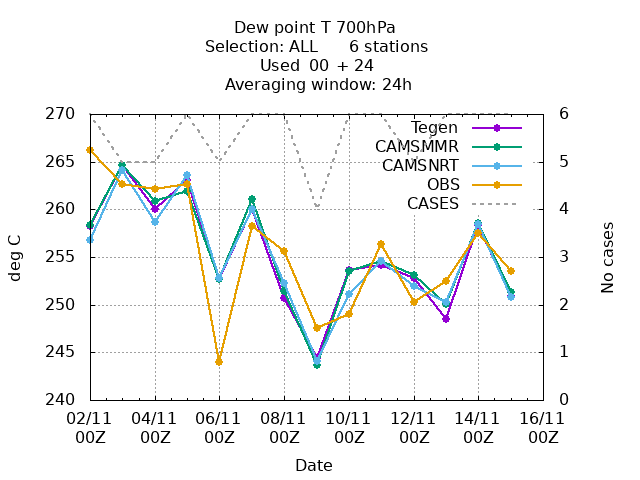 Dew point T 700hPa
Selection: ALL 6 stations
Used 00 + 24
Averaging window: 24h
270 6
Tegen
CAMSMMR
265 CAMSNRT 5
OBS
260 CASES 4
deg C 255 3 No cases
250 2
245 1
240 0
02/11 04/11 06/11 08/11 10/11 12/11 14/11 16/11
00Z 00Z 00Z 00Z 00Z 00Z 00Z 00Z
Date